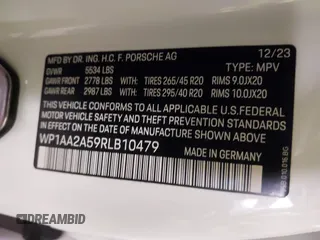 MFD BY DR. ING. H.C. F. PORSCHE AG 12/23
GVWR 5534 LBS TYPE: MPV
GAWR FRONT 2778 LBS WITH TIRES 265/45 R20 RIMS 9.0JX20
GAWR REAR 2987 LBS WITH TIRES 295/40 R20 RIMS 10.0JX20
THIS VEHICLE CONFORMS TO ALL APPLICABLE U.S. FEDERAL
MOTOR VEHICLE SAFETY AND THEFT PREVENTION STANDARDS
IN EFFECT ON THE DATE OF MANUFACTURE SHOWN ABOVE.
WP1AA2A59RLB10479
DREAMBID